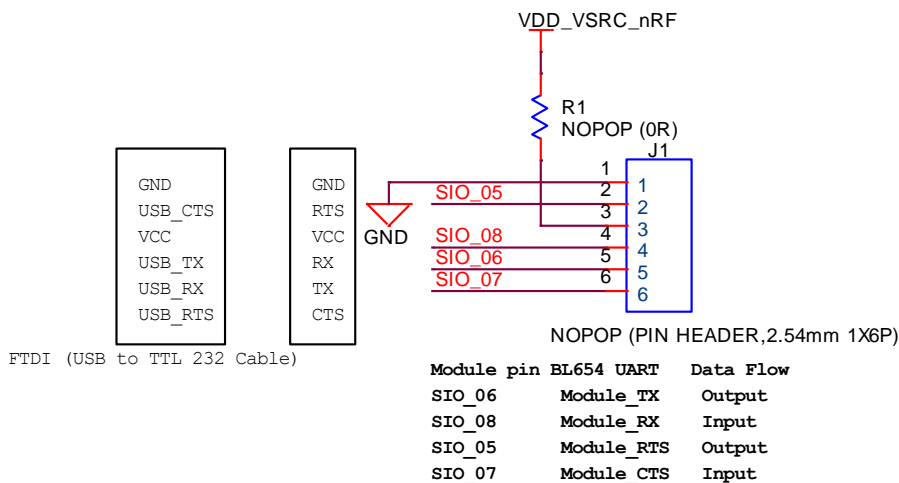 VDD_VSRC_nRF
R1
NOPOP (0R)
J1
GND
USB_CTS
VCC
USB_TX
USB_RX
USB_RTS
GND
RTS
VCC
RX
TX
CTS
FTDI (USB to TTL 232 Cable)
GND
SIO_05
SIO_08
SIO_06
SIO_07
1
2
3
4
5
6
1
2
3
4
5
6
NOPOP (PIN HEADER,2.54mm 1X6P)
Module pin BL654 UART Data Flow
SIO_06 Module_TX Output
SIO_08 Module_RX Input
SIO_05 Module_RTS Output
SIO_07 Module_CTS Input